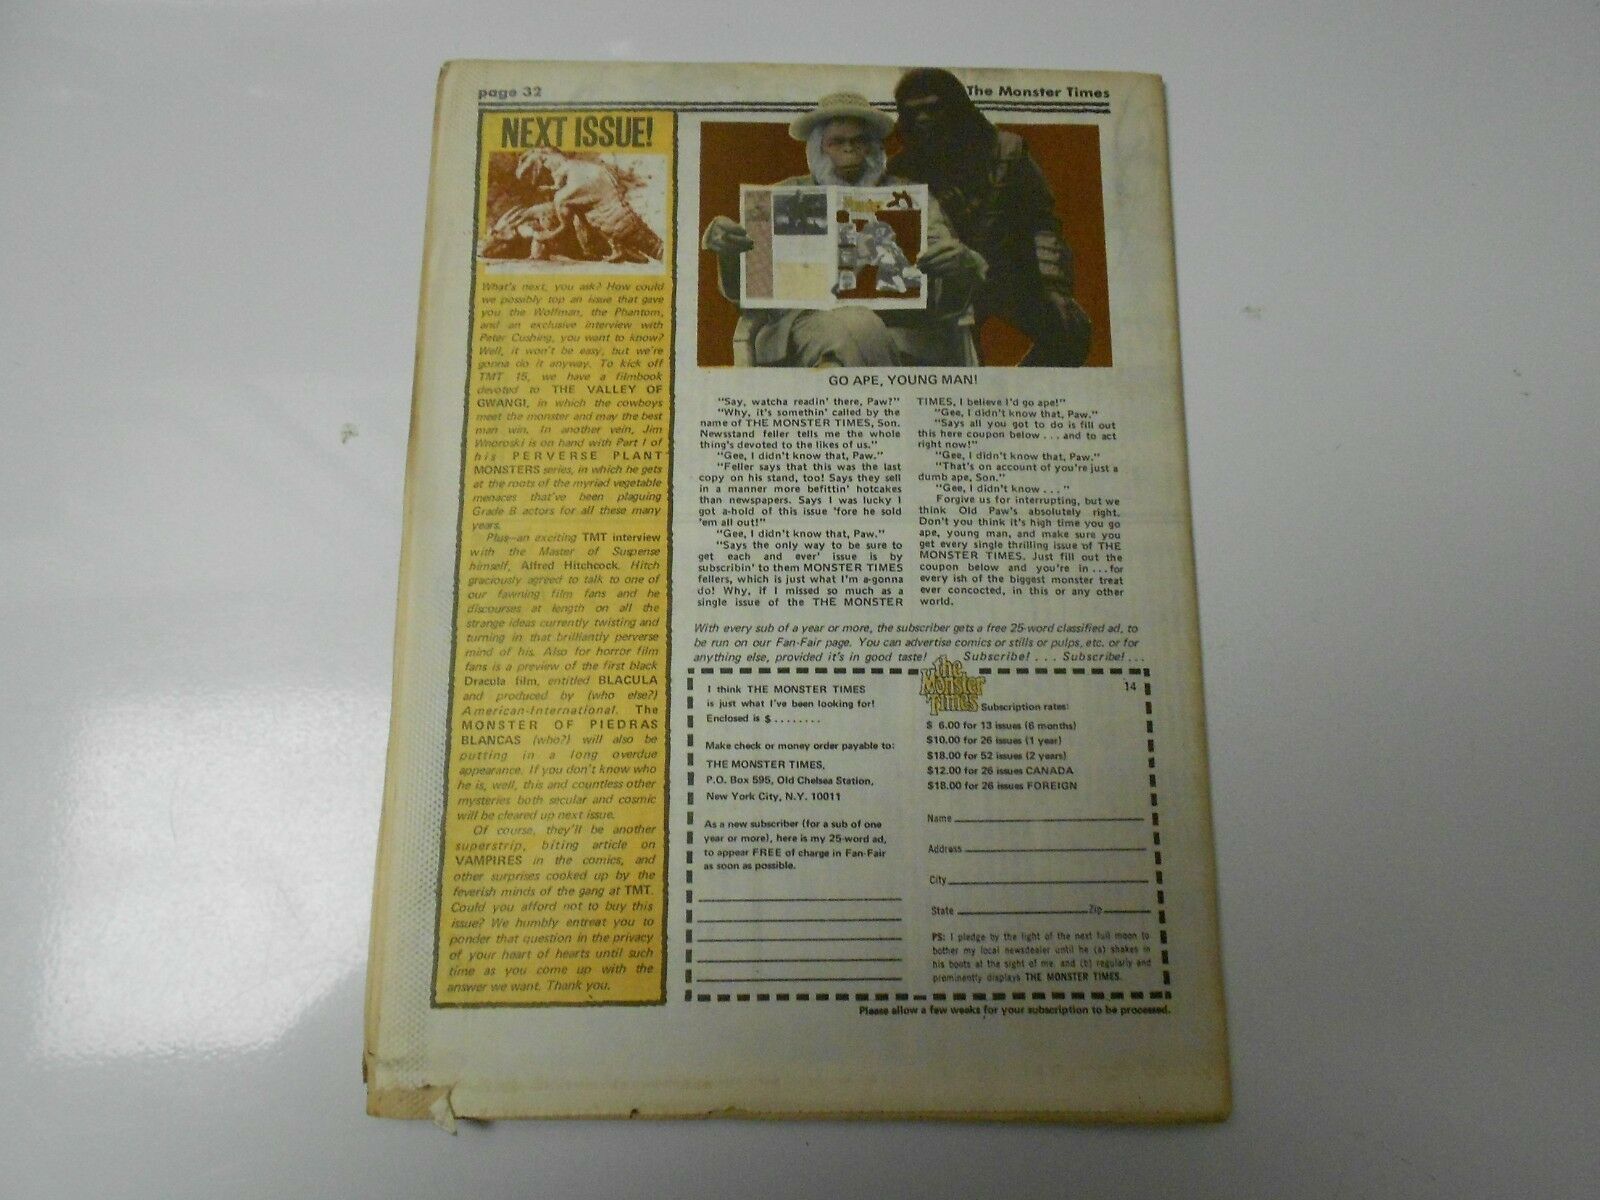 page 32
The Monster Times
NEXT ISSUE!
What's next, you ask? How could
we possibly top an issue that gave
you the Wolfman, the Phantom,
and an exclusive interview with
Peter Cushing, you want to know?
Well, it won't be easy, but we're
gonna do it anyway. To kick off
TMT 15, we have a filmbook
devoted to THE VALLEY OF
GWANGI, in which the cowboys
meet the monster and may the best
man win. In another vein, Jim
Wnoroski is on hand with Part I of
his PERVERSE PLANT
MONSTERS series, in which he gets
at the roots of the myriad vegetable
menaces that've been plaguing
Grade B actors for all these many
years.
Plus—an exciting TMT interview
with the Master of Suspense
himself, Alfred Hitchcock. Hitch
graciously agreed to talk to one of
our fawning film fans and he
discourses at length on all the
strange ideas currently twisting and
turning in that brilliantly perverse
mind of his. Also for horror film
fans is a preview of the first black
Dracula film, entitled BLACULA
and produced by (who else?)
American-International. The
MONSTER OF PIEDRAS
BLANCAS (who?) will also be
putting in a long overdue
appearance. If you don't know who
he is, well, this and countless other
mysteries both secular and cosmic
will be cleared up next issue.
Of course, they'll be another
superstrip, biting article on
VAMPIRES in the comics, and
other surprises cooked up by the
feverish minds of the gang at TMT.
Could you afford not to buy this
issue? We humbly entreat you to
ponder that question in the privacy
of your heart of hearts until such
time as you come up with the
answer we want. Thank you.
Monster
GO APE, YOUNG MAN!
"Say, watcha readin' there, Paw?"
"Why, it's somethin' called by the
name of THE MONSTER TIMES, Son.
Newsstand feller tells me the whole
thing's devoted to the likes of us."
"Gee, I didn't know that, Paw."
"Feller says that this was the last
copy on his stand, too! Says they sell
in a manner more befittin' hotcakes
than newspapers. Says I was lucky I
got a-hold of this issue 'fore he sold
'em all out!"
"Gee, I didn't know that, Paw."
"Says the only way to be sure to
get each and ever' issue is by
subscribin' to them MONSTER TIMES
fellers, which is just what I'm a-gonna
do! Why, if I missed so much as a
single issue of the THE MONSTER
TIMES, I believe I'd go ape!"
"Gee, I didn't know that, Paw."
"Says all you got to do is fill out
this here coupon below . . . and to act
right now!"
"Gee, I didn't know that, Paw."
"That's on account of you're just a
dumb ape, Son."
"Gee, I didn't know . . . "
Forgive us for interrupting, but we
think Old Paw's absolutely right.
Don't you think it's high time you go
ape, young man, and make sure you
get every single thrilling issue of THE
MONSTER TIMES. Just fill out the
coupon below and you're in . . . for
every ish of the biggest monster treat
ever concocted, in this or any other
world.
With every sub of a year or more, the subscriber gets a free 25-word classified ad, to
be run on our Fan-Fair page. You can advertise comics or stills or pulps, etc. or for
anything else, provided it's in good taste! Subscribe! . . . Subscribe! . . .
I think THE MONSTER TIMES
is just what I've been looking for!
Enclosed is $ . . . . . . . .
Make check or money order payable to:
THE MONSTER TIMES,
P.O. Box 595, Old Chelsea Station,
New York City, N.Y. 10011
As a new subscriber (for a sub of one
year or more), here is my 25-word ad,
to appear FREE of charge in Fan-Fair
as soon as possible.
the
Monster
Times
14
Subscription rates:
$ 6.00 for 13 issues (6 months)
$10.00 for 26 issues (1 year)
$18.00 for 52 issues (2 years)
$12.00 for 26 issues CANADA
$18.00 for 26 issues FOREIGN
Name
Address
City
State Zip
PS: I pledge by the light of the next full moon to
bother my local newsdealer until he (a) shakes in
his boots at the sight of me, and (b) regularly and
prominently displays THE MONSTER TIMES.
Please allow a few weeks for your subscription to be processed.